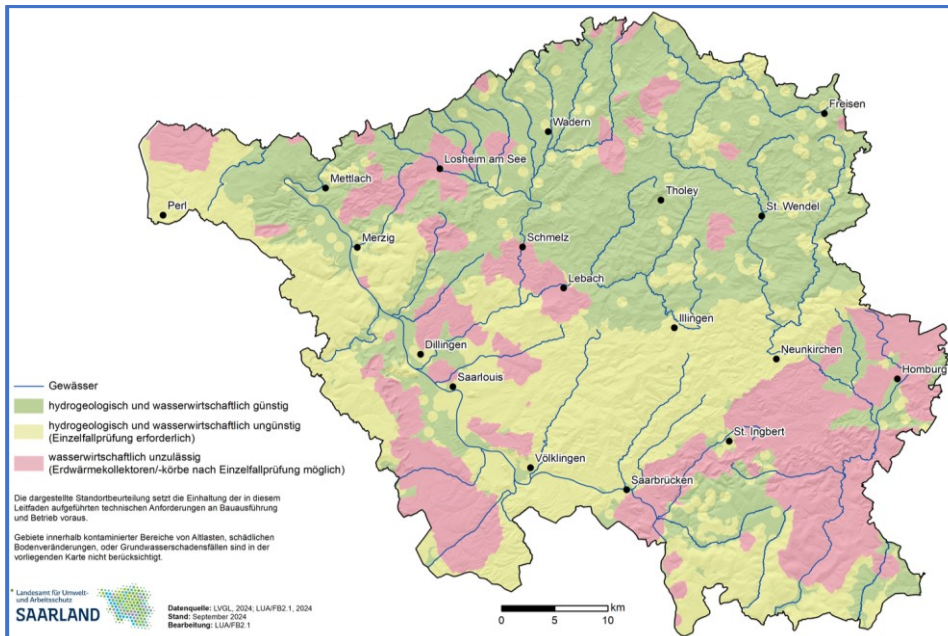 Freisen
Wadern
Losheim am See
Mettlach
Tholey
St. Wendel
Perl
Merzig
Schmelz
Lebach
Illingen
Dillingen
Neunkirchen
Homburg
Saarlouis
St. Ingbert
Völklingen
Saarbrücken
Gewässer
hydrogeologisch und wasserwirtschaftlich günstig
hydrogeologisch und wasserwirtschaftlich ungünstig
(Einzelfallprüfung erforderlich)
wasserwirtschaftlich unzulässig
(Erdwärmekollektoren/-körbe nach Einzelfallprüfung möglich)
Die dargestellte Standortbeurteilung setzt die Einhaltung der in diesem
Leitfaden aufgeführten technischen Anforderungen an Bauausführung
und Betrieb voraus.
Gebiete innerhalb kontaminierter Bereiche von Altlasten, schädlichen
Bodenveränderungen, oder Grundwasserschadensfällen sind in der
vorliegenden Karte nicht berücksichtigt.
Landesamt für Umwelt-
und Arbeitsschutz
SAARLAND
Datenquelle: LVGL, 2024; LUA/FB2.1, 2024
Stand: September 2024
Bearbeitung: LUA/FB2.1
km
0 5 10